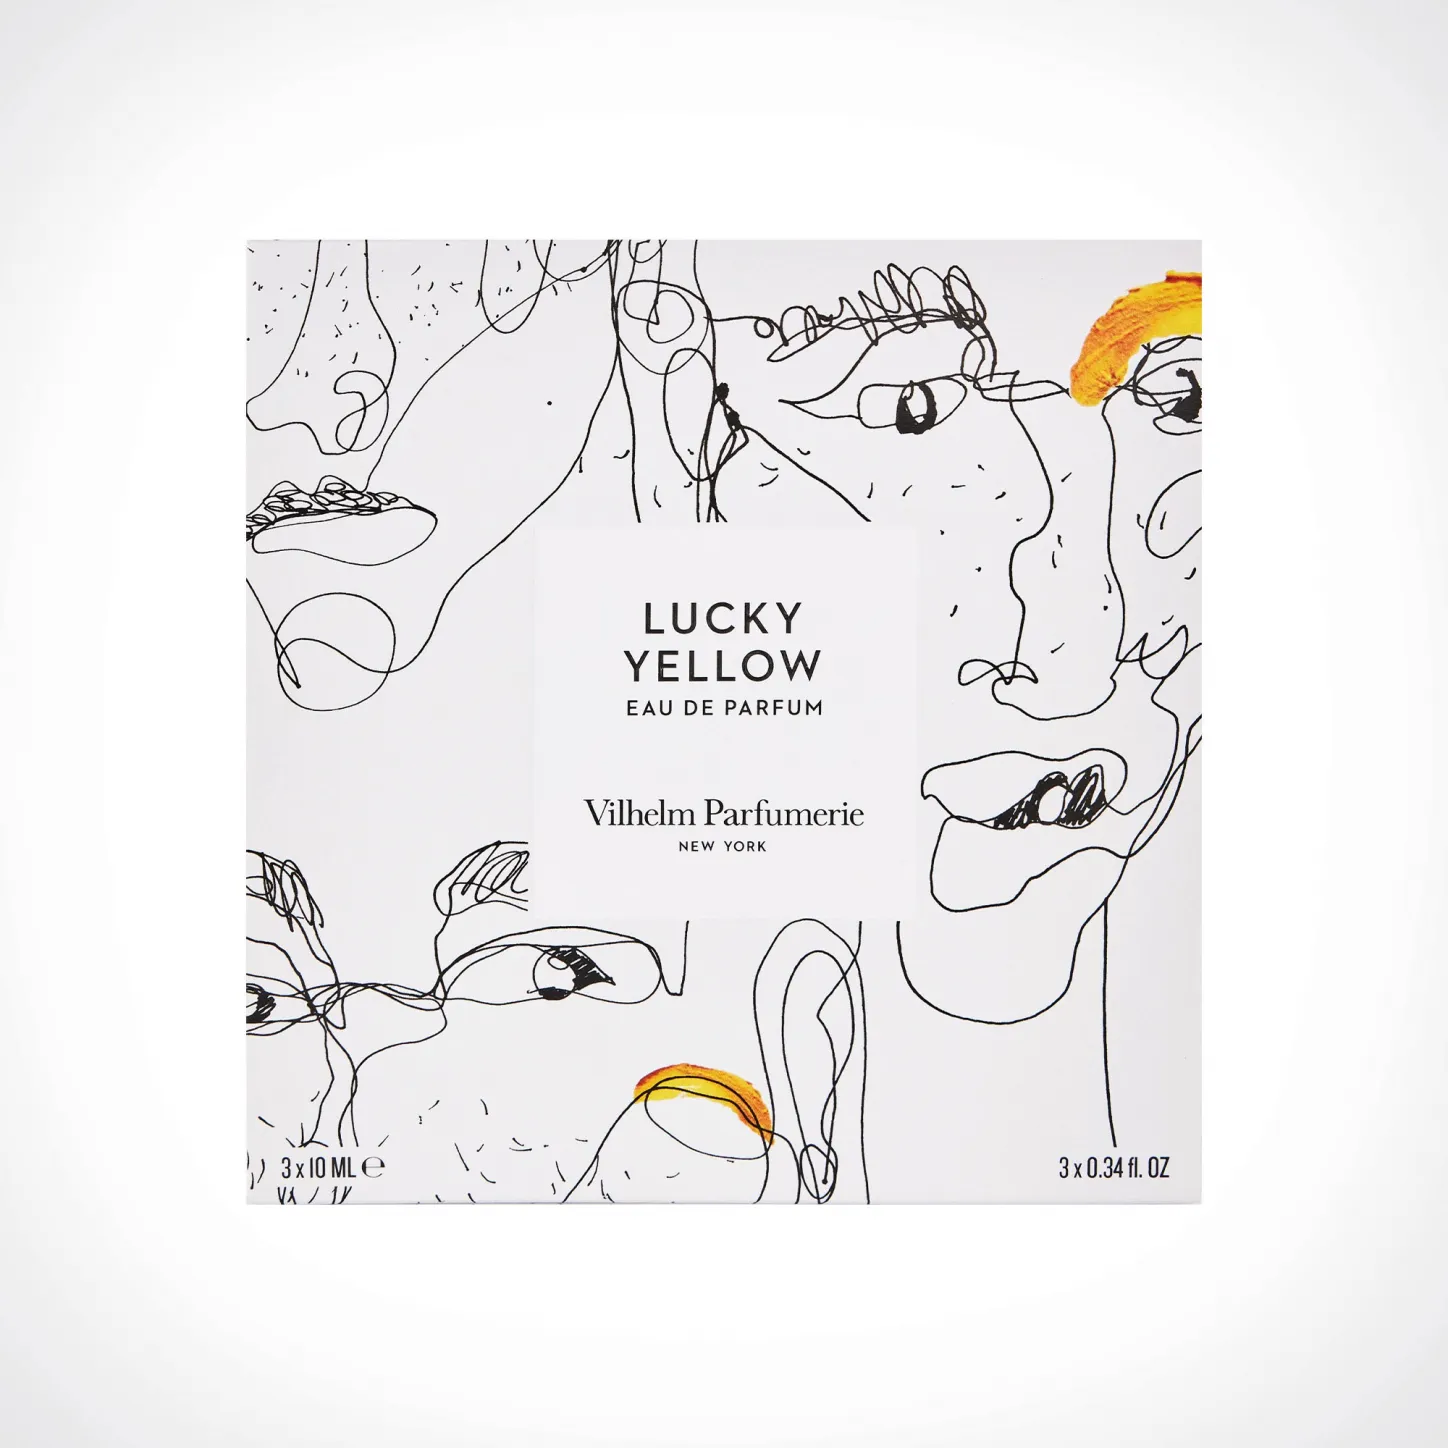 LUCKY
YELLOW
EAU DE PARFUM
Vilhelm Parfumerie
NEW YORK
3 x 10 ML ℮
3 x 0.34 fl. OZ